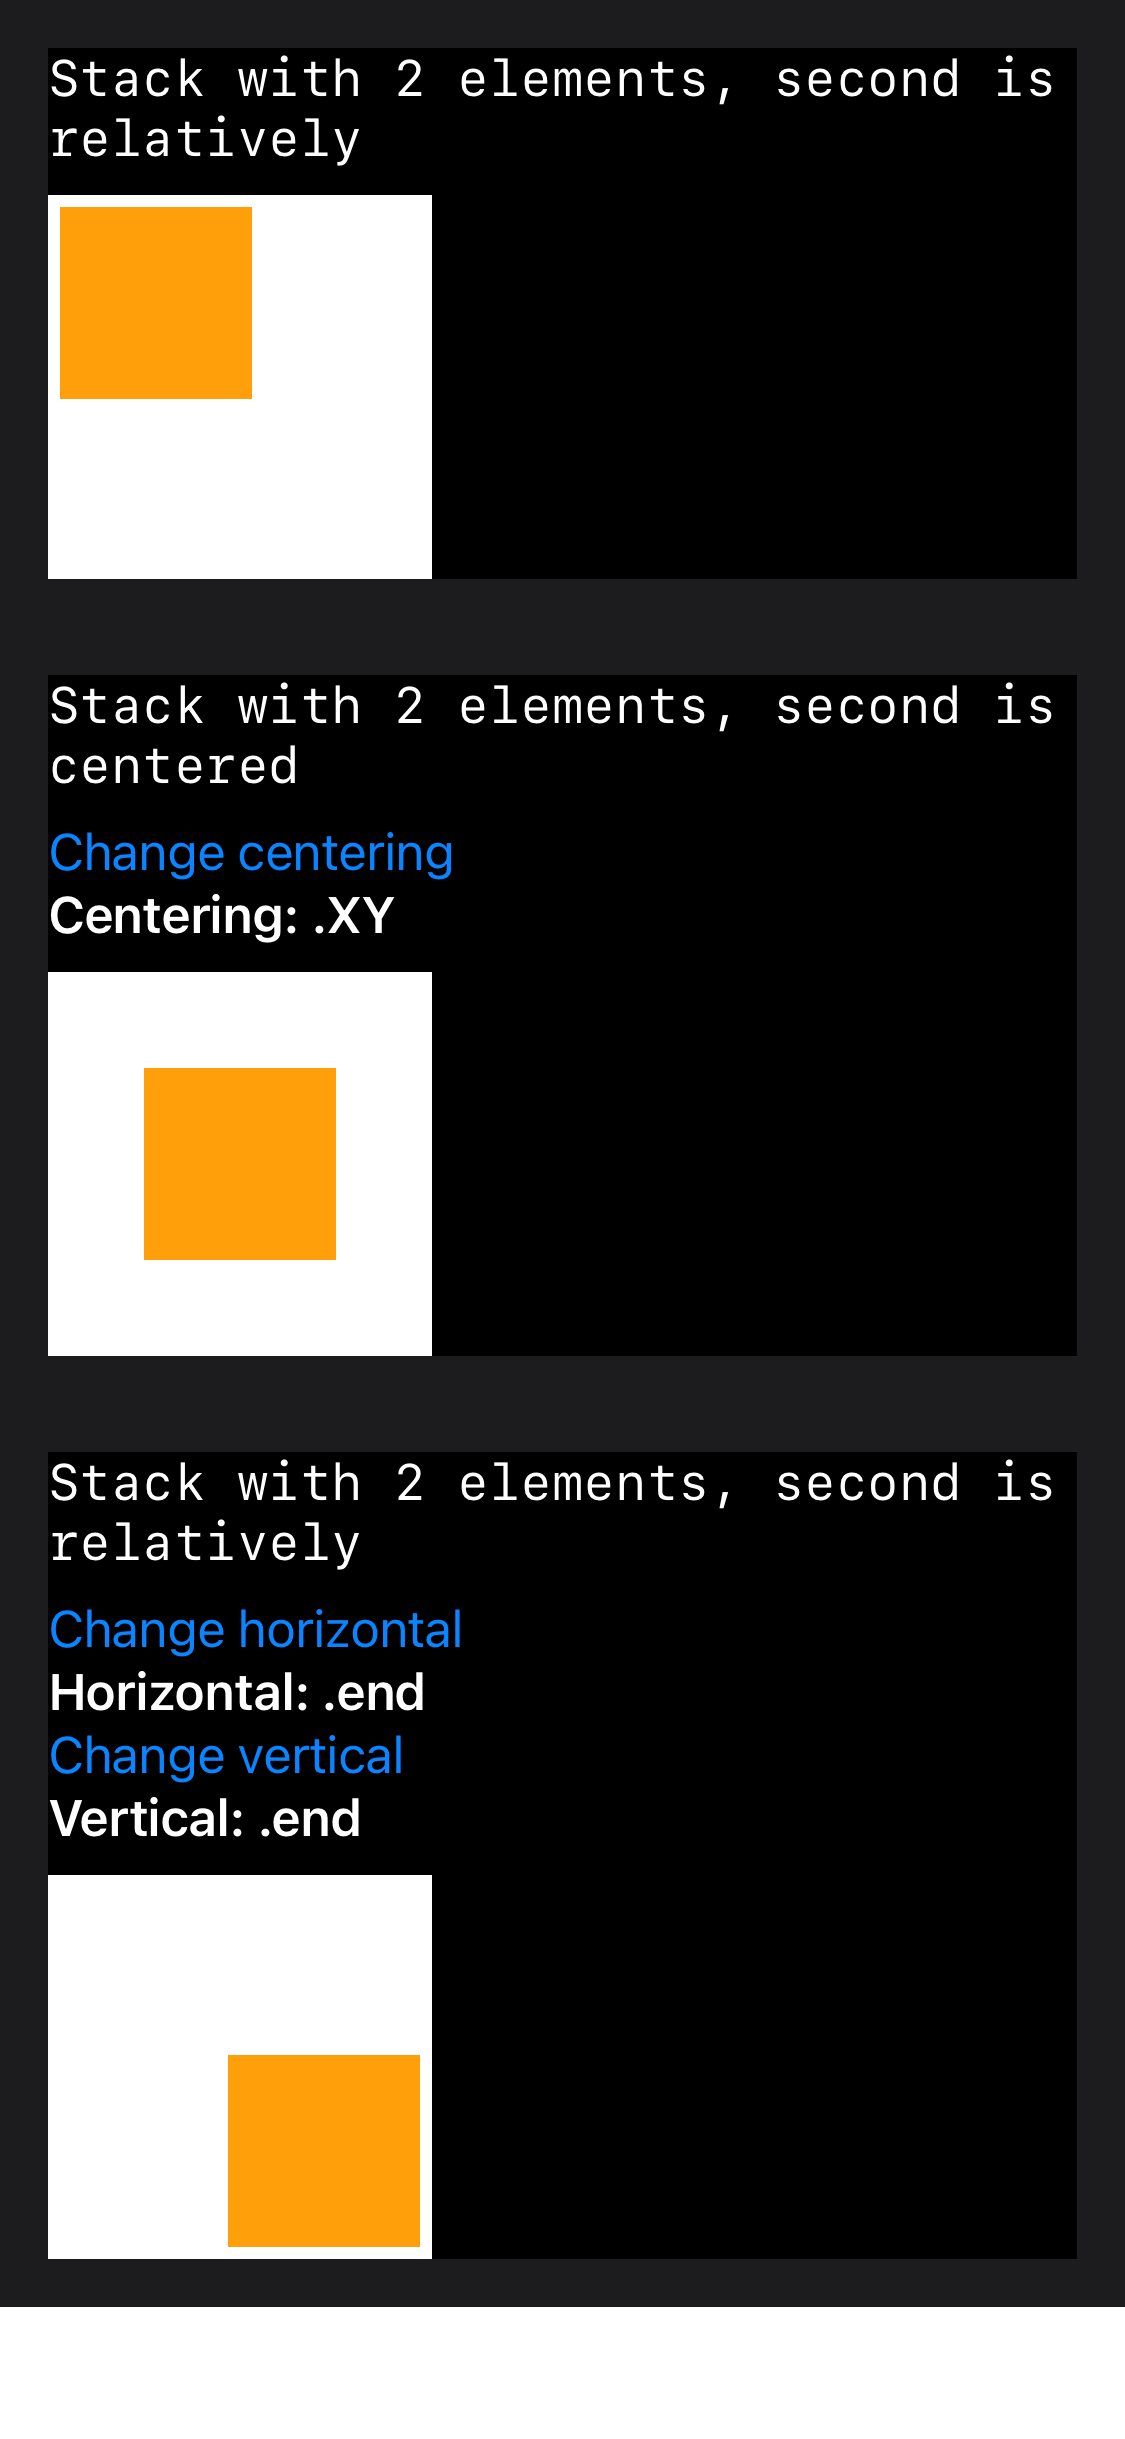 Stack with 2 elements, second is
relatively
Stack with 2 elements, second is
centered
Change centering
Centering: .XY
Stack with 2 elements, second is
relatively
Change horizontal
Horizontal: .end
Change vertical
Vertical: .end